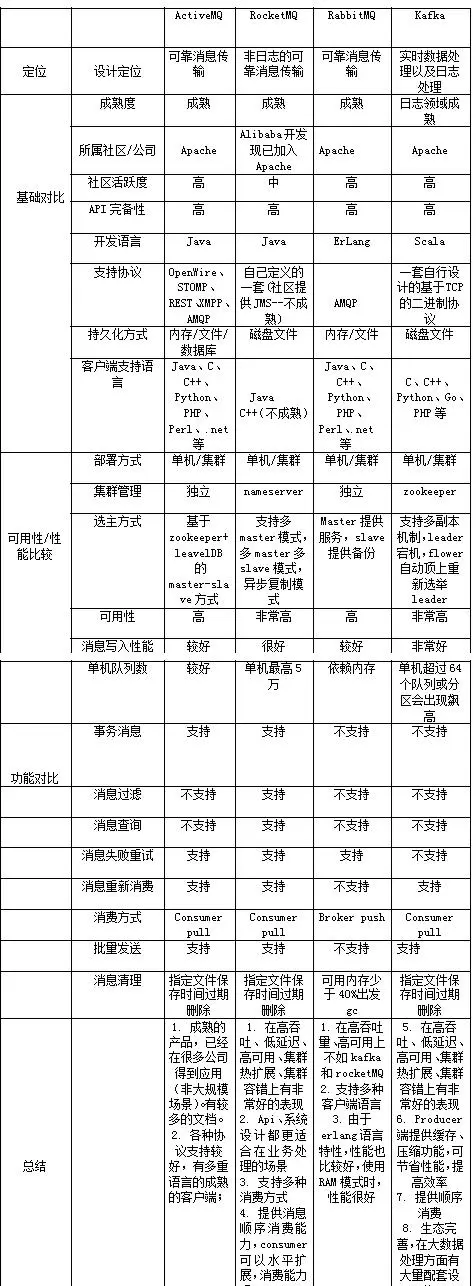 ActiveMQ RocketMQ RabbitMQ Kafka
定位 设计定位 可靠消息传输 非日志的可靠消息传输 可靠消息传输 实时数据处理以及日志处理
基础对比 成熟度 成熟 成熟 成熟 日志领域成熟
所属社区/公司 Apache Alibaba开发现已加入Apache Apache Apache
社区活跃度 高 中 高 高
API完备性 高 高 高 高
开发语言 Java Java ErLang Scala
支持协议 OpenWire、STOMP、REST、XMPP、AMQP 自己定义的一套(社区提供JMS--不成熟) AMQP 一套自行设计的基于TCP的二进制协议
持久化方式 内存/文件/数据库 磁盘文件 内存/文件 磁盘文件
客户端支持语言 Java、C、C++、Python、PHP、Perl、.net等 Java C++(不成熟) Java、C、C++、Python、PHP、Perl、.net等 C、C++、Python、Go、PHP等
可用性/性能比较 部署方式 单机/集群 单机/集群 单机/集群 单机/集群
集群管理 独立 nameserver 独立 zookeeper
选主方式 基于zookeeper+leavelDB的master-slave方式 支持多master模式,多master多slave模式,异步复制模式 Master提供服务,slave提供备份 支持多副本机制,leader宕机,flower自动顶上重新选举leader
可用性 高 非常高 高 非常高
消息写入性能 较好 很好 较好 非常好
单机队列数 较好 单机最高5万 依赖内存 单机超过64个队列或分区会出现飙高
功能对比 事务消息 支持 支持 不支持 不支持
消息过滤 不支持 支持 不支持 不支持
消息查询 不支持 支持 不支持 不支持
消息失败重试 支持 支持 支持 不支持
消息重新消费 支持 支持 不支持 支持
消费方式 Consumer pull Consumer pull Broker push Consumer pull
批量发送 支持 支持 不支持 支持
消息清理 指定文件保存时间过期删除 指定文件保存时间过期删除 可用内存少于40%出发gc 指定文件保存时间过期删除
总结 1. 成熟的产品,已经在很多公司得到应用(非大规模场景)。有较多的文档。 2. 各种协议支持较好,有多重语言的成熟的客户端; 1. 在高吞吐、低延迟、高可用、集群热扩展、集群容错上有非常好的表现 2. Api、系统设计都更适合在业务处理的场景 3. 支持多种消费方式 4. 提供消息顺序消费能力,consumer可以水平扩展,消费能力 1. 在高吞吐量、高可用上不如kafka和rocketMQ 2. 支持多种客户端语言 3. 由于erlang语言特性,性能也比较好,使用RAM模式时,性能很好 5. 在高吞吐、低延迟、高可用、集群热扩展、集群容错上有非常好的表现 6. Producer端提供缓存、压缩功能,可节省性能,提高效率 7. 提供顺序消费 8. 生态完善,在大数据处理方面有大量配套设